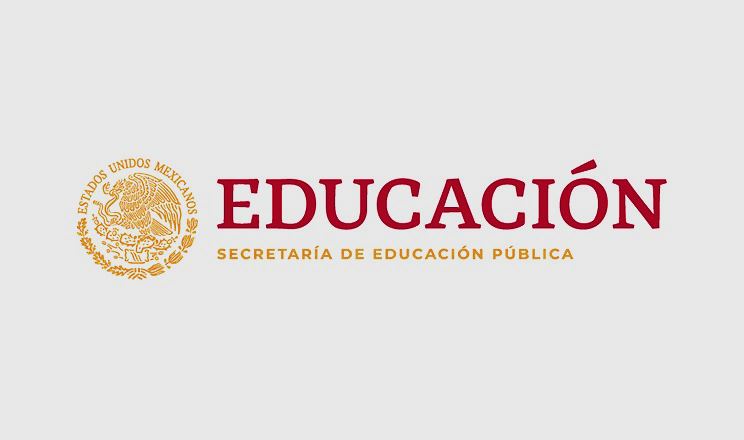 ESTADOS UNIDOS MEXICANOS
EDUCACIÓN
SECRETARÍA DE EDUCACIÓN PÚBLICA